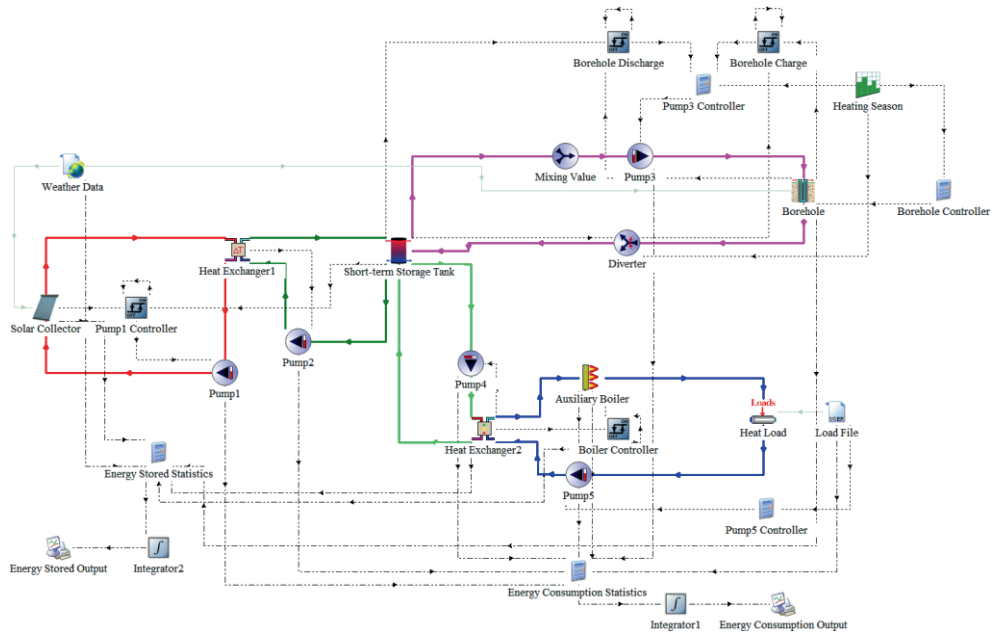 Borehole Discharge
Borehole Charge
Pump3 Controller
Heating Season
Weather Data
Mixing Value
Pump3
Borehole
Borehole Controller
Heat Exchanger1
Short-term Storage Tank
Diverter
Solar Collector
Pump1 Controller
Pump2
Pump1
Pump4
Auxiliary Boiler
Loads
Heat Load
Load File
Heat Exchanger2
Boiler Controller
Energy Stored Statistics
Pump5
Pump5 Controller
Energy Stored Output
Integrator2
Energy Consumption Statistics
Integrator1
Energy Consumption Output